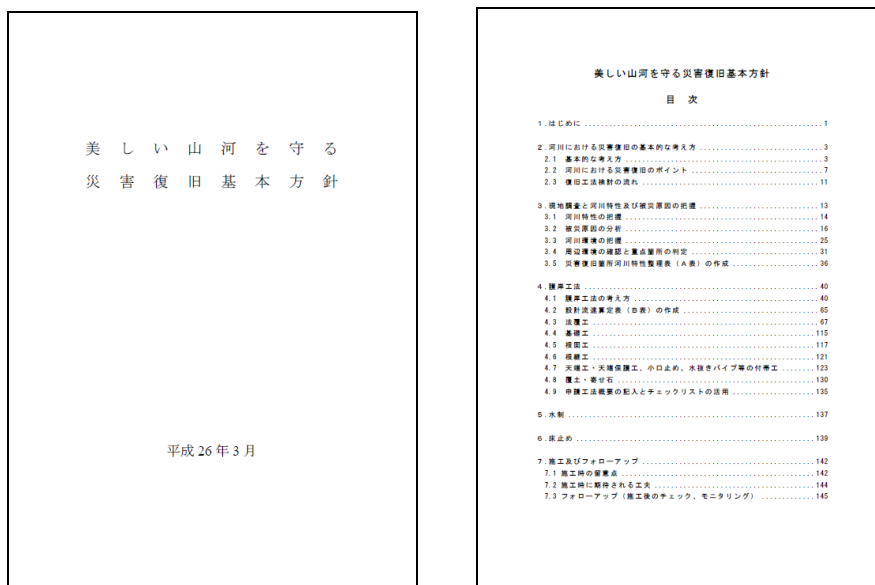 美しい山河を守る
災害復旧基本方針
平成 26 年 3 月
美しい山河を守る災害復旧基本方針
目 次
1.はじめに ............................................................ 1
2.河川における災害復旧の基本的な考え方 ................................ 3
2.1 基本的な考え方 .................................................. 3
2.2 河川における災害復旧のポイント .................................. 7
2.3 復旧工法検討の流れ .............................................. 11
3.現地調査と河川特性及び被災原因の把握 ................................ 13
3.1 河川特性の把握 .................................................. 14
3.2 被災原因の分析 .................................................. 16
3.3 河川環境の把握 .................................................. 25
3.4 周辺環境の確認と重点箇所の判定 .................................. 31
3.5 災害復旧箇所河川特性整理表(A表)の作成 ........................ 36
4.護岸工法 ............................................................ 40
4.1 護岸工法の考え方 ................................................ 40
4.2 設計流速算定表(B表)の作成 .................................... 65
4.3 法覆工 .......................................................... 67
4.4 基礎工 .......................................................... 115
4.5 根固工 .......................................................... 117
4.6 根継工 .......................................................... 121
4.7 天端工・天端保護工、小口止め、水抜きパイプ等の付帯工 ........ 123
4.8 覆土・寄せ石 .................................................... 130
4.9 申請工法概要の記入とチェックリストの活用 ........................ 135
5.水制 ................................................................ 137
6.床止め .............................................................. 139
7.施工及びフォローアップ .............................................. 142
7.1 施工時の留意点 .................................................. 142
7.2 施工時に期待される工夫 .......................................... 144
7.3 フォローアップ(施工後のチェック、モニタリング) ............. 145